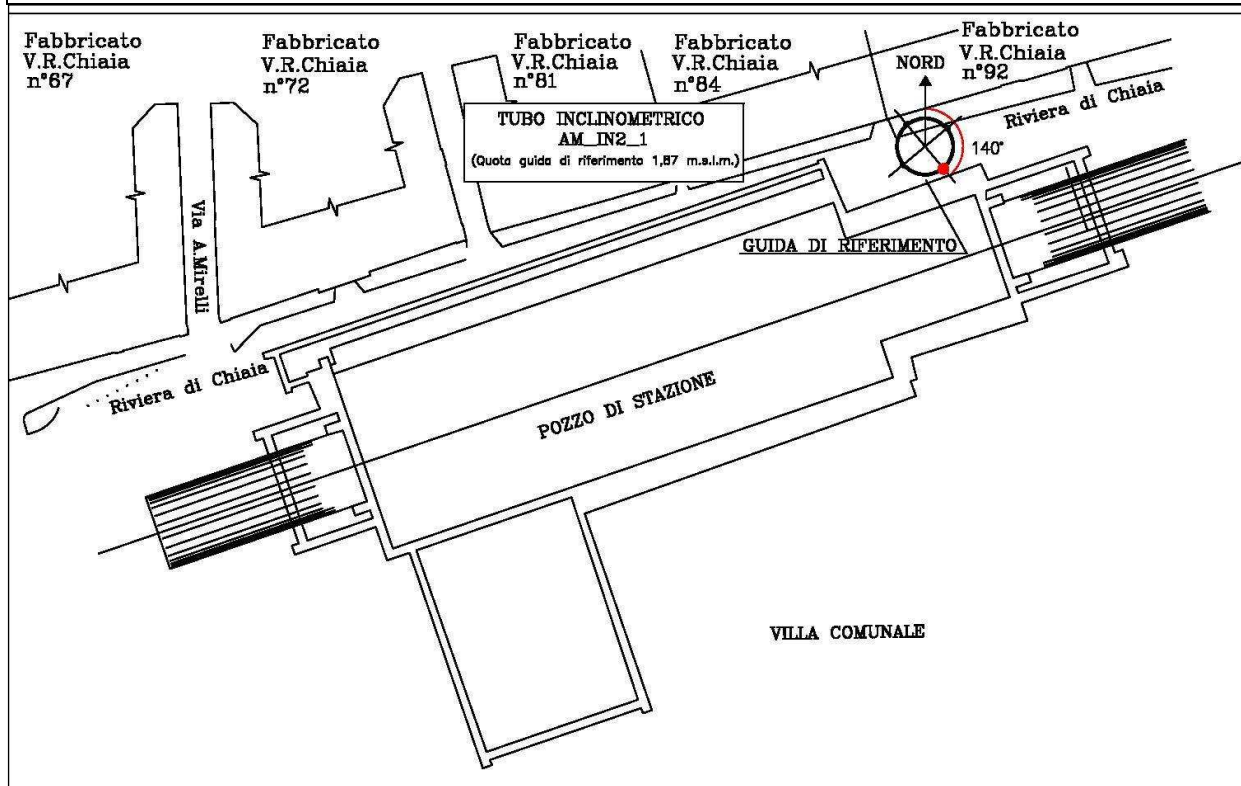 Fabbricato
V.R.Chiaia
n°67
Fabbricato
V.R.Chiaia
n°72
Fabbricato
V.R.Chiaia
n°81
Fabbricato
V.R.Chiaia
n°84
Fabbricato
V.R.Chiaia
n°92
NORD
TUBO INCLINOMETRICO
AM_IN2_1
(Quota guida di riferimento 1,87 m.s.l.m.)
Riviera di Chiaia
140°
Via A.Mirelli
GUIDA DI RIFERIMENTO
Riviera di Chiaia
POZZO DI STAZIONE
VILLA COMUNALE